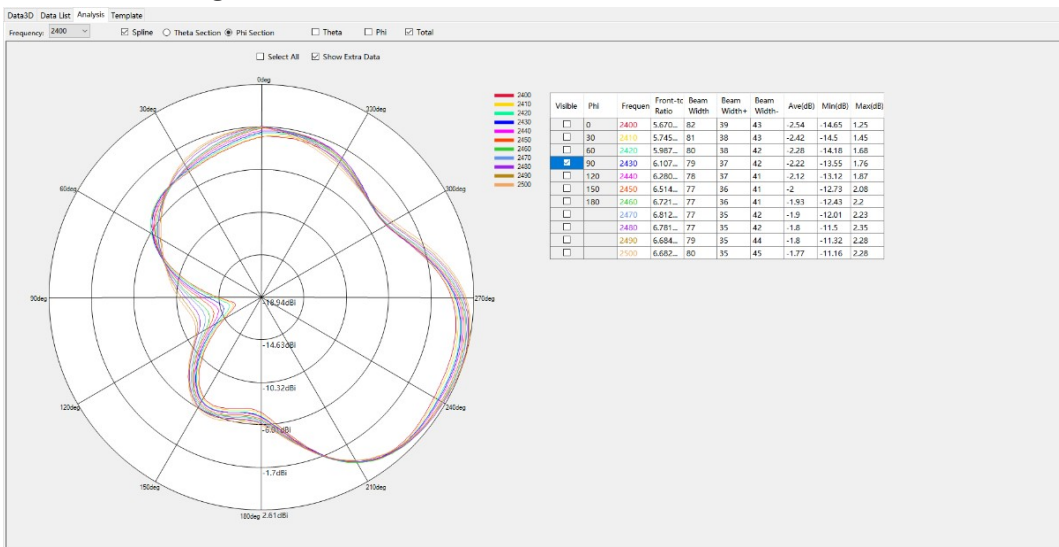 Data3D Data List Analysis Template
Frequency: 2400 Spline Theta Section Phi Section Theta Phi Total
Select All Show Extra Data
0deg
30deg
330deg
60deg
300deg
90deg
270deg
120deg
240deg
150deg
210deg
180deg 2.61dBi
-18.94dBi
-14.63dBi
-10.32dBi
-1.7dBi
2400
2410
2420
2430
2440
2450
2460
2470
2480
2490
2500
Visible Phi Frequen Front-to Ratio Beam Width Beam Width+ Beam Width- Ave(dB) Min(dB) Max(dB)
0 2400 5.670... 82 39 43 -2.54 -14.65 1.25
30 2410 5.745... 81 38 43 -2.42 -14.5 1.45
60 2420 5.987... 80 38 42 -2.28 -14.18 1.68
90 2430 6.107... 79 37 42 -2.22 -13.55 1.76
120 2440 6.280... 78 37 41 -2.12 -13.12 1.87
150 2450 6.514... 77 36 41 -2 -12.73 2.08
180 2460 6.721... 77 36 41 -1.93 -12.43 2.2
2470 6.812... 77 35 42 -1.9 -12.01 2.23
2480 6.781... 77 35 42 -1.8 -11.5 2.35
2490 6.684... 79 35 44 -1.8 -11.32 2.28
2500 6.682... 80 35 45 -1.77 -11.16 2.28